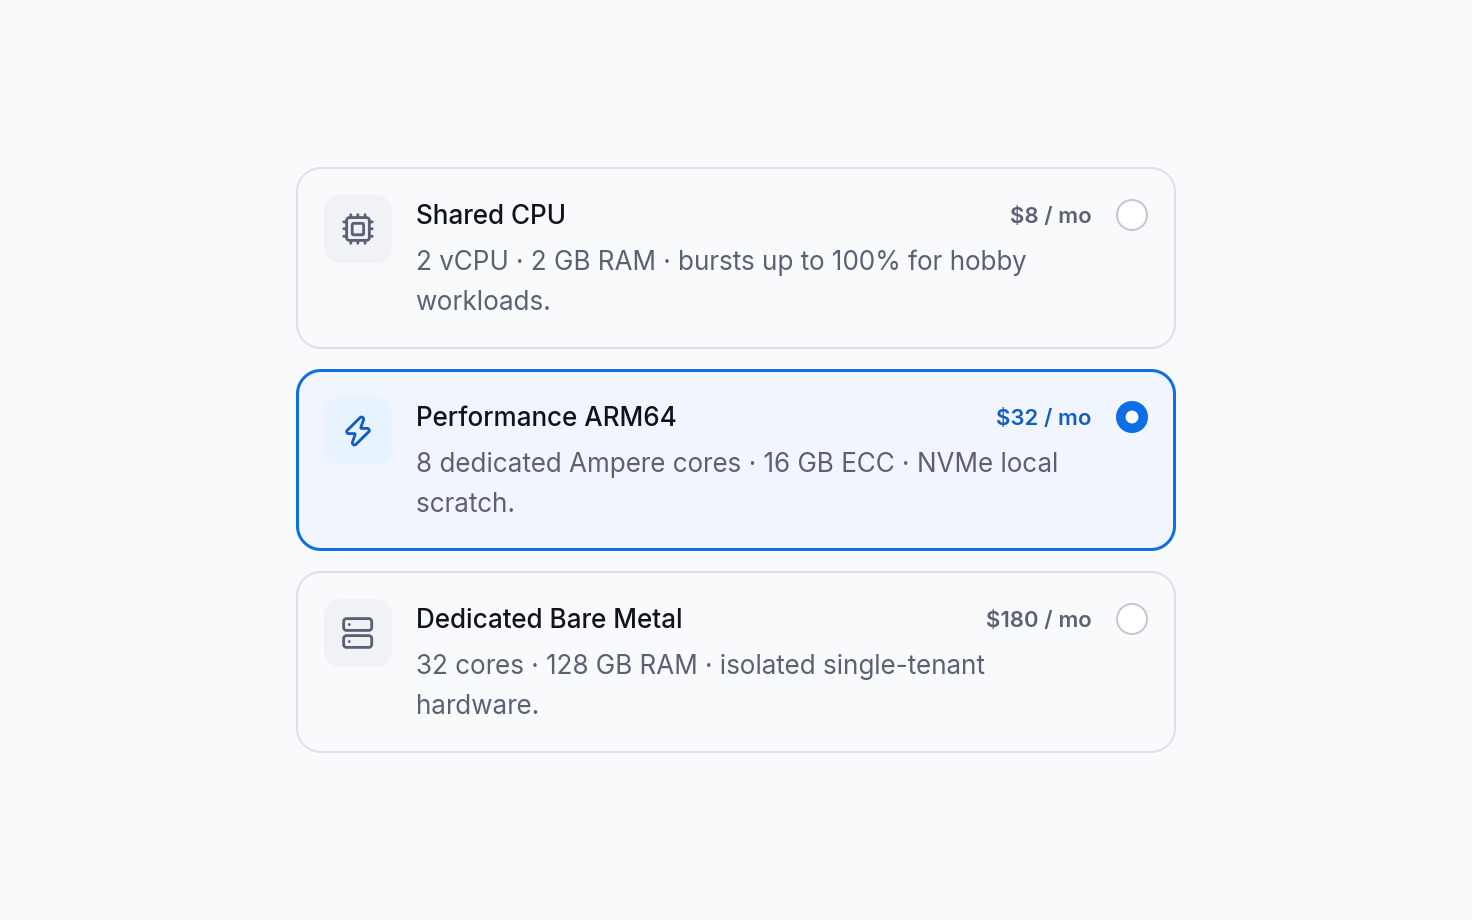 Shared CPU
$8 / mo
2 vCPU · 2 GB RAM · bursts up to 100% for hobby
workloads.
Performance ARM64
$32 / mo
8 dedicated Ampere cores · 16 GB ECC · NVMe local
scratch.
Dedicated Bare Metal
$180 / mo
32 cores · 128 GB RAM · isolated single-tenant
hardware.